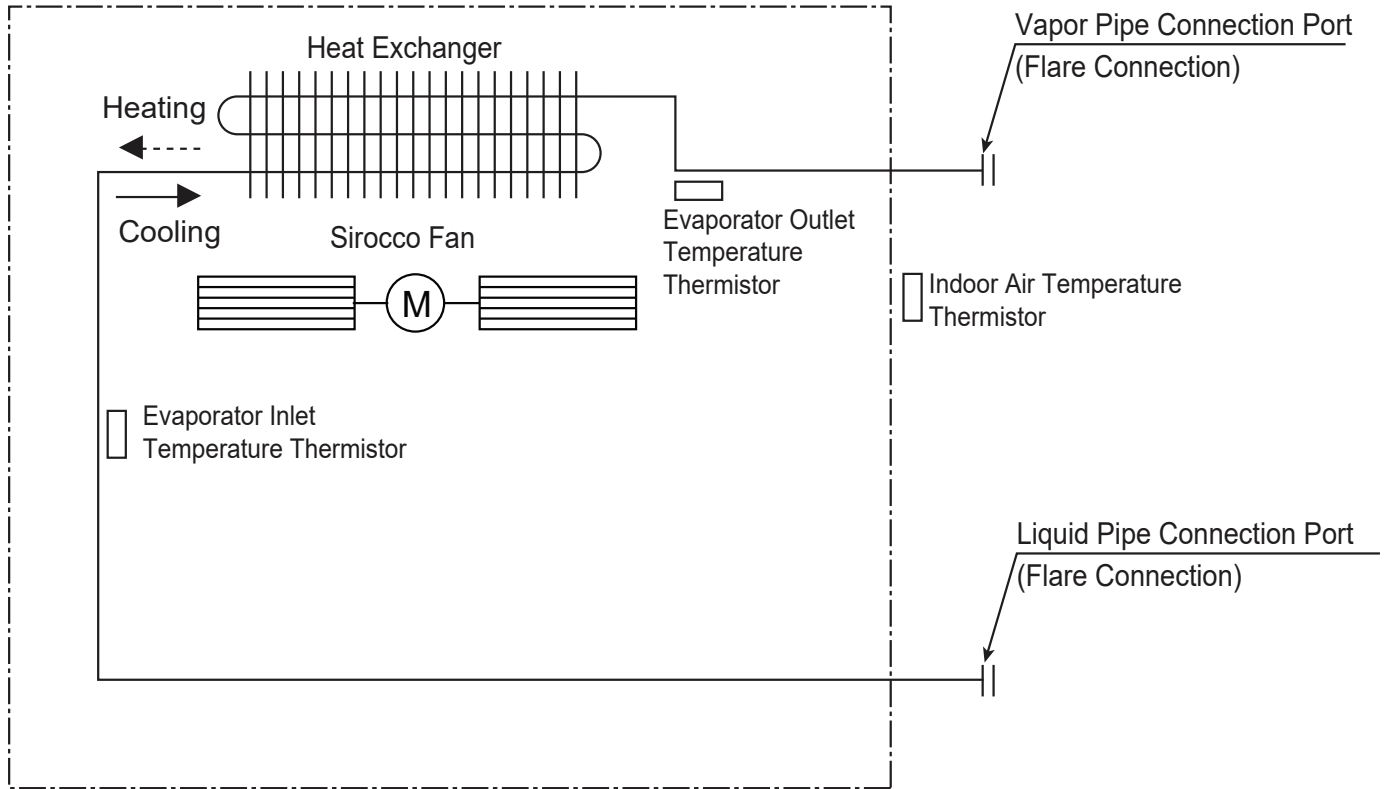 Vapor Pipe Connection Port
(Flare Connection)
Heat Exchanger
Heating
Cooling
Sirocco Fan
M
Evaporator Outlet
Temperature
Thermistor
Indoor Air Temperature
Thermistor
Evaporator Inlet
Temperature Thermistor
Liquid Pipe Connection Port
(Flare Connection)